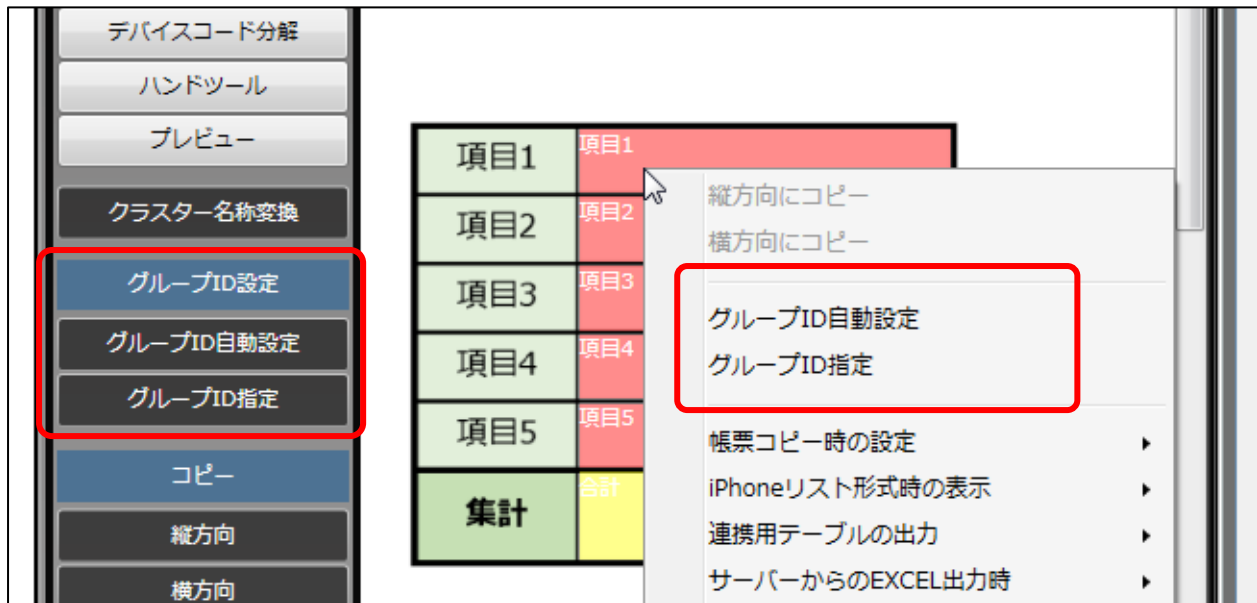 デバイスコード分解
ハンドツール
プレビュー
クラスター名称変換
グループID設定
グループID自動設定
グループID指定
コピー
縦方向
横方向
項目1 項目1
項目2 項目2
項目3 項目3
項目4 項目4
項目5 項目5
集計 合計
縦方向にコピー
横方向にコピー
グループID自動設定
グループID指定
帳票コピー時の設定
iPhoneリスト形式時の表示
連携用テーブルの出力
サーバーからのEXCEL出力時